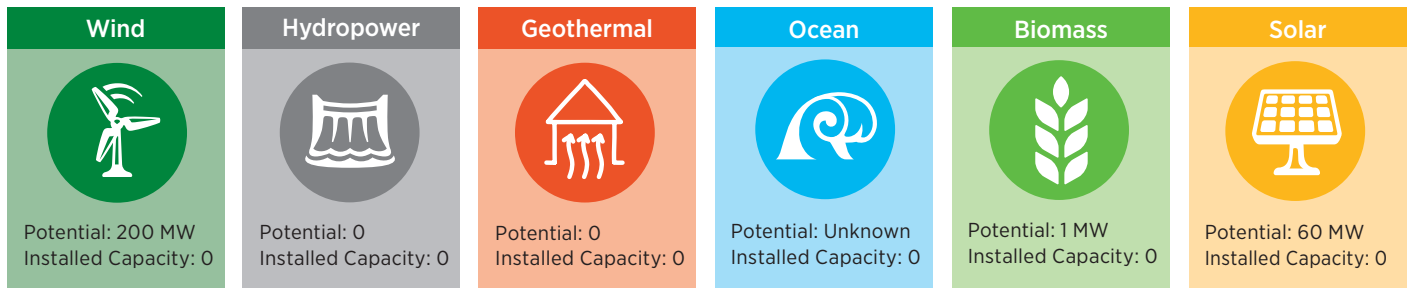 Wind
Potential: 200 MW
Installed Capacity: 0
Hydropower
Potential: 0
Installed Capacity: 0
Geothermal
Potential: 0
Installed Capacity: 0
Ocean
Potential: Unknown
Installed Capacity: 0
Biomass
Potential: 1 MW
Installed Capacity: 0
Solar
Potential: 60 MW
Installed Capacity: 0